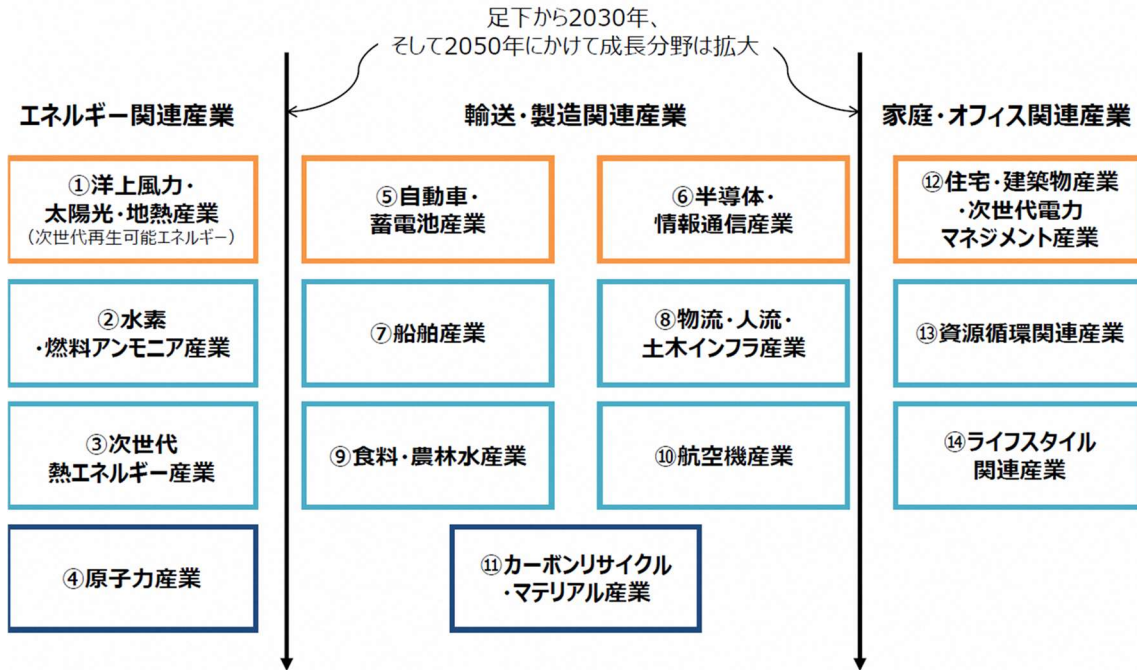 足下から2030年、
そして2050年にかけて成長分野は拡大
エネルギー関連産業
輸送・製造関連産業
家庭・オフィス関連産業
①洋上風力・
太陽光・地熱産業
（次世代再生可能エネルギー）
⑤自動車・
蓄電池産業
⑥半導体・
情報通信産業
⑫住宅・建築物産業
・次世代電力
マネジメント産業
②水素
・燃料アンモニア産業
⑦船舶産業
⑧物流・人流・
土木インフラ産業
⑬資源循環関連産業
③次世代
熱エネルギー産業
⑨食料・農林水産業
⑩航空機産業
⑭ライフスタイル
関連産業
④原子力産業
⑪カーボンリサイクル
・マテリアル産業